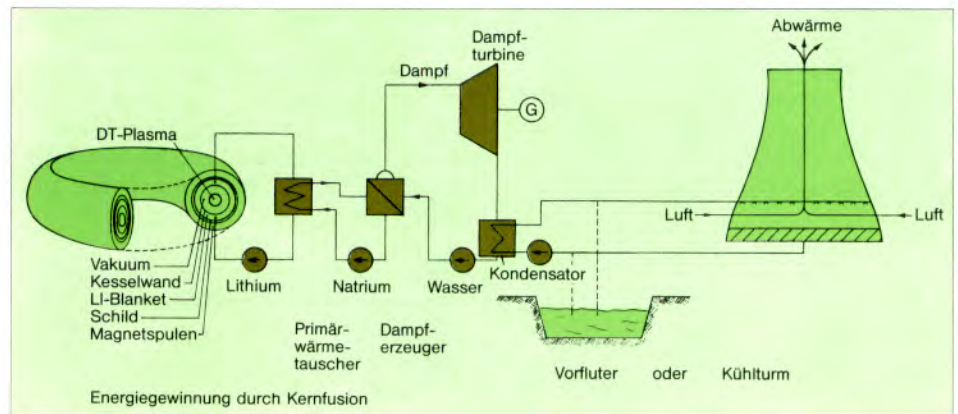 Abwärme
Dampf-
turbine
Dampf
G
DT-Plasma
Luft
Luft
Vakuum
Kesselwand
LI-Blanket
Schild
Magnetspulen
Lithium
Natrium
Wasser
Kondensator
Primär-
wärme-
tauscher
Dampf-
erzeuger
Vorfluter oder Kühlturm
Energiegewinnung durch Kernfusion